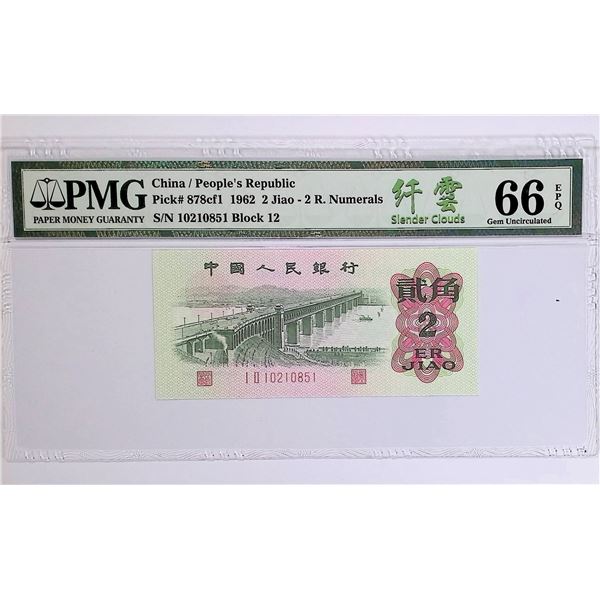 PMG
PAPER MONEY GUARANTY
China / People's Republic
Pick# 878cf1 1962 2 Jiao - 2 R. Numerals
S/N 10210851 Block 12
纤雲
Slender Clouds
66 EPQ
Gem Uncirculated
中國人民銀行
貳角
2
ER
JIAO
I II 10210851